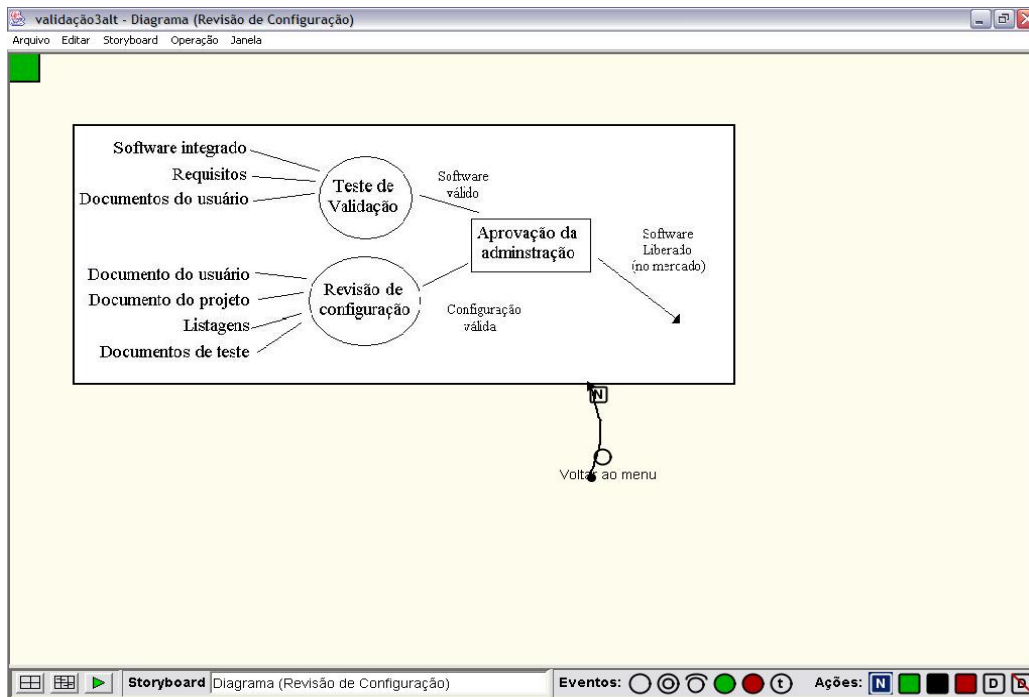 validação3alt - Diagrama (Revisão de Configuração)
Arquivo Editar Storyboard Operação Janela
Software integrado
Requisitos
Documentos do usuário
Teste de
Validação
Software
válido
Aprovação da
adminstração
Software
Liberado
(no mercado)
Documento do usuário
Documento do projeto
Listagens
Documentos de teste
Revisão de
configuração
Configuração
válida
N
Voltar ao menu
Storyboard Diagrama (Revisão de Configuração) Eventos: t Ações: N D D